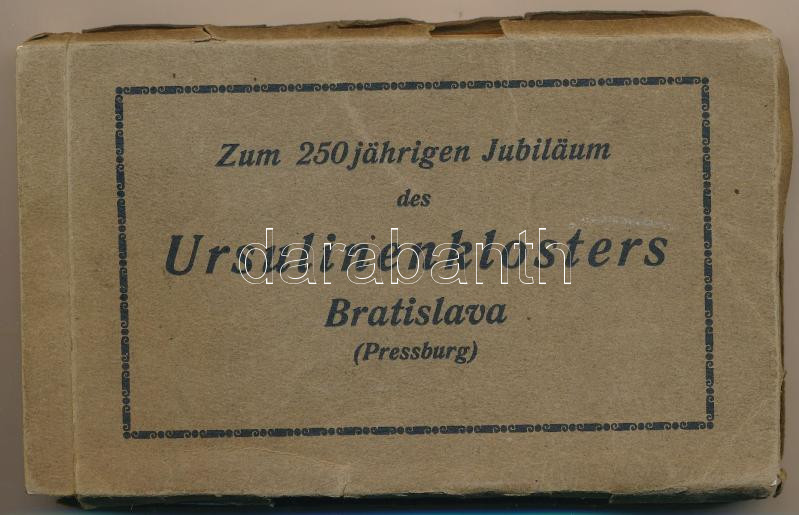 Zum 250jährigen Jubiläum
des
Ursulinenklosters
darabanth
Bratislava
(Pressburg)